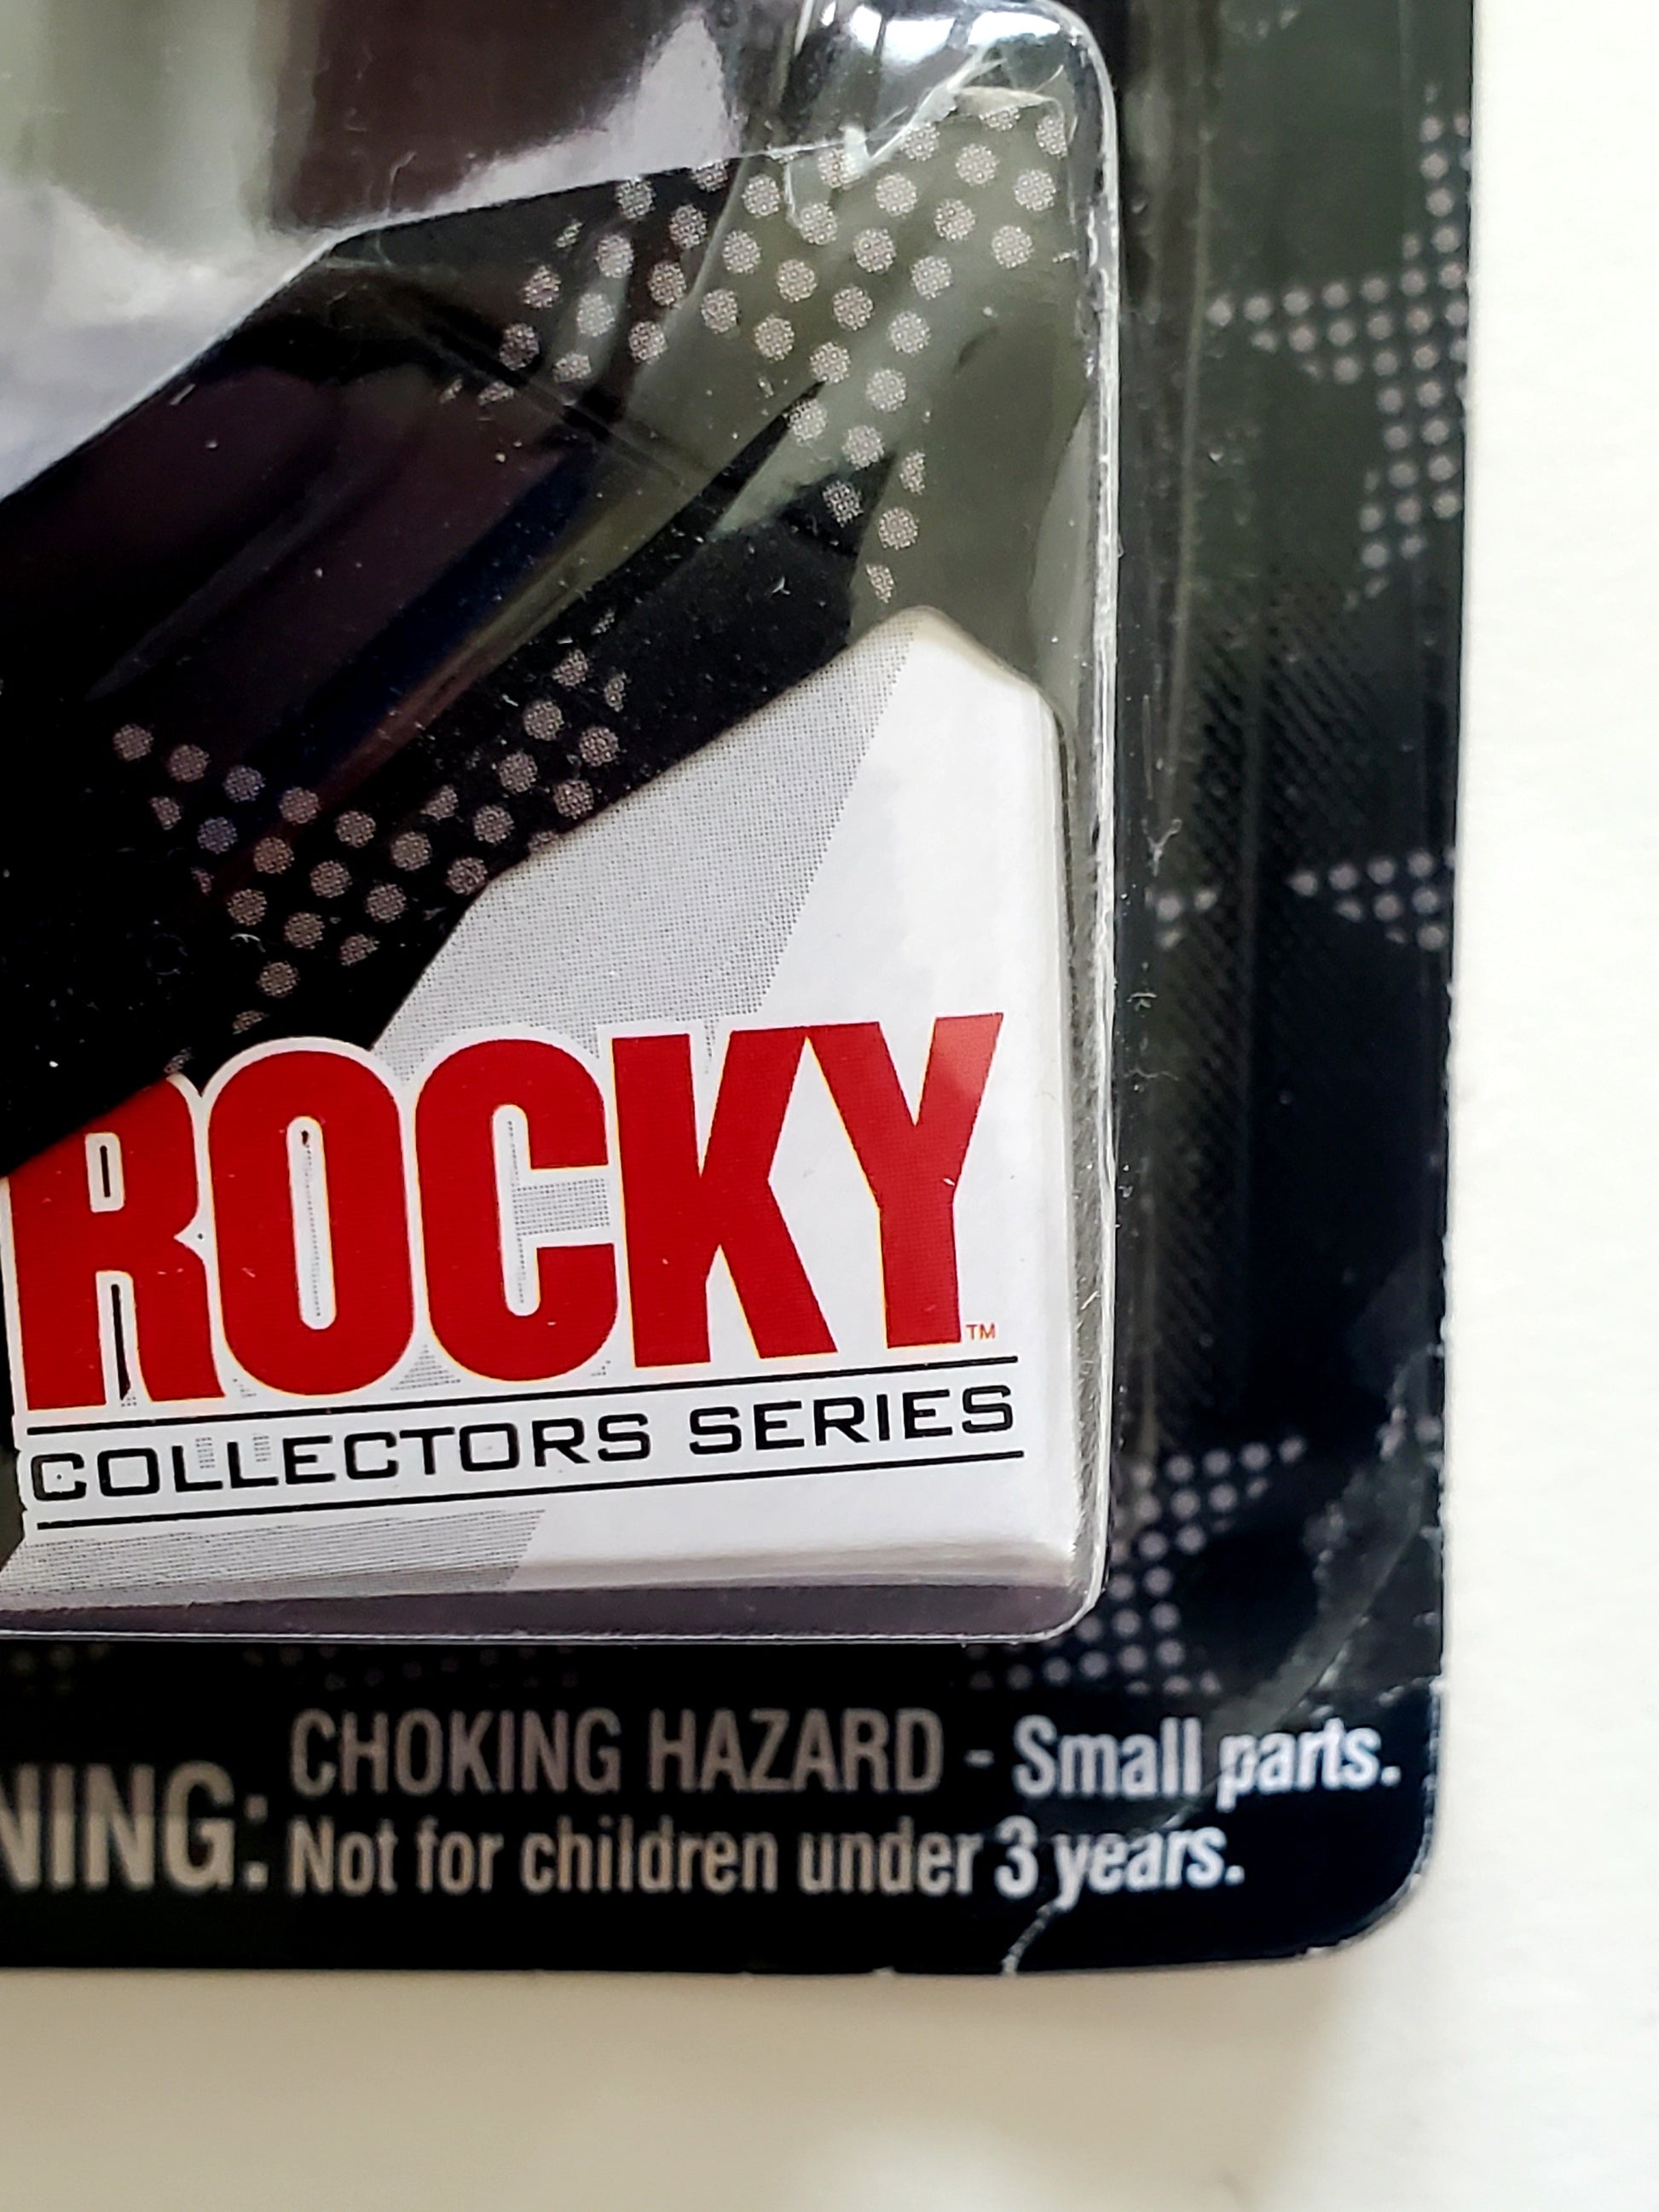 ROCKY™
COLLECTORS SERIES
CHOKING HAZARD - Small parts.
NING: Not for children under 3 years.